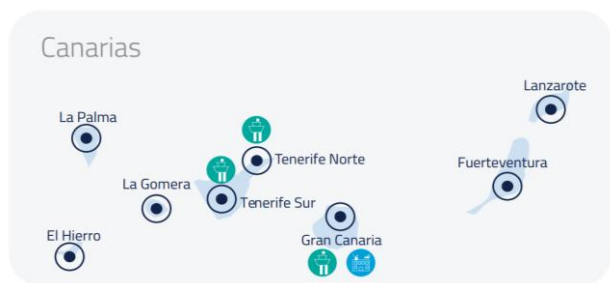 Canarias
Lanzarote
La Palma
Tenerife Norte
Fuerteventura
La Gomera
Tenerife Sur
El Hierro
Gran Canaria